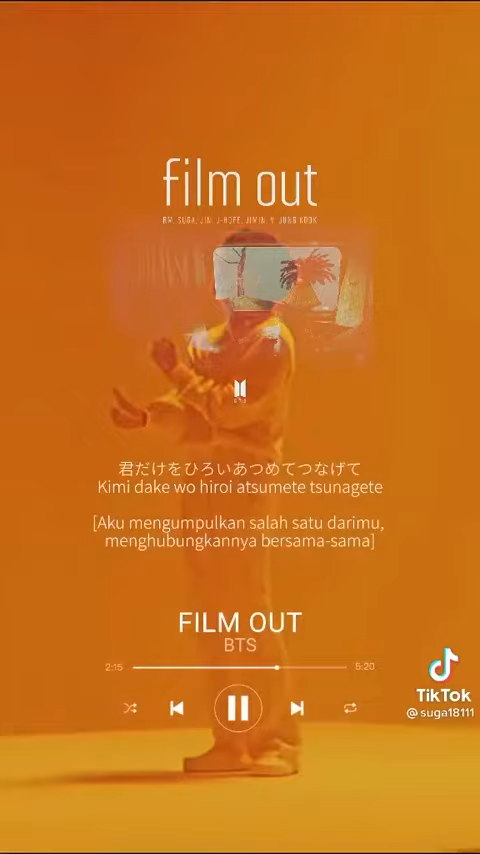 film out
RM, SUGA, JIN, J-HOPE, JIMIN, V, JUNG KOOK
BTS
君だけをひろいあつめてつなげて
Kimi dake wo hiroi atsumete tsunagete
[Aku mengumpulkan salah satu darimu,
menghubungkannya bersama-sama]
FILM OUT
BTS
2:15 5:20
TikTok
@suga18111